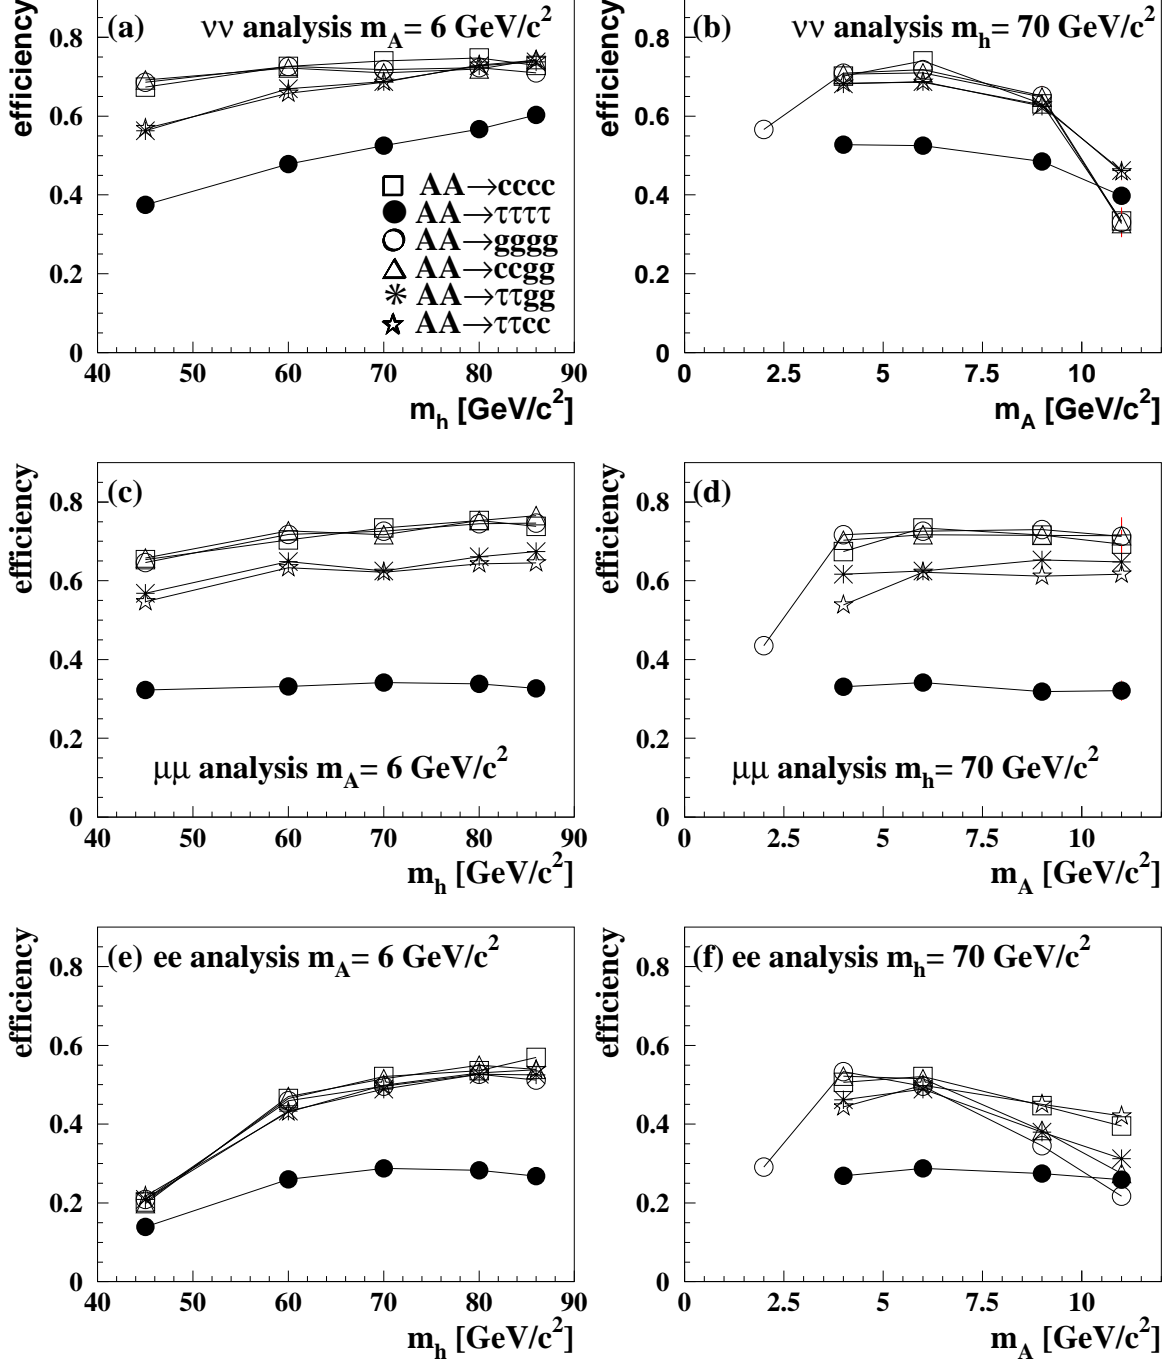 efficiency
(a) νν analysis m_A= 6 GeV/c²
0.8
0.6
0.4
0.2
0
AA→cccc
AA→ττττ
AA→gggg
AA→ccgg
AA→ττgg
AA→ττcc
40 50 60 70 80 90
m_h [GeV/c²]
efficiency
(b) νν analysis m_h= 70 GeV/c²
0.8
0.6
0.4
0.2
0
0 2.5 5 7.5 10
m_A [GeV/c²]
efficiency
(c)
0.8
0.6
0.4
0.2
0
μμ analysis m_A= 6 GeV/c²
40 50 60 70 80 90
m_h [GeV/c²]
efficiency
(d)
0.8
0.6
0.4
0.2
0
μμ analysis m_h= 70 GeV/c²
0 2.5 5 7.5 10
m_A [GeV/c²]
efficiency
(e) ee analysis m_A= 6 GeV/c²
0.8
0.6
0.4
0.2
0
40 50 60 70 80 90
m_h [GeV/c²]
efficiency
(f) ee analysis m_h= 70 GeV/c²
0.8
0.6
0.4
0.2
0
0 2.5 5 7.5 10
m_A [GeV/c²]